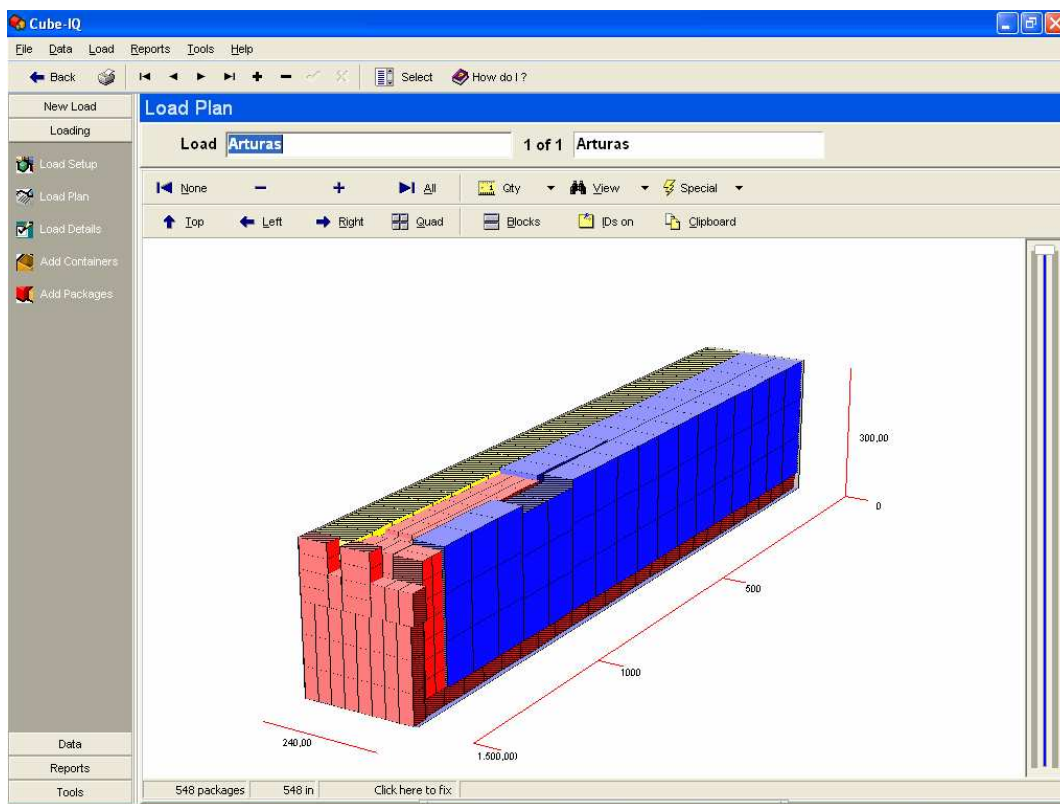 Cube-IQ
File Data Load Reports Tools Help
Back Select How do I ?
New Load
Loading
Load Setup
Load Plan
Load Details
Add Containers
Add Packages
Data
Reports
Tools
Load Plan
Load Arturas 1 of 1 Arturas
None − + All Qty View Special
Top Left Right Quad Blocks IDs on Clipboard
300,00
0
500
1000
1.500,00)
240,00
548 packages 548 in Click here to fix